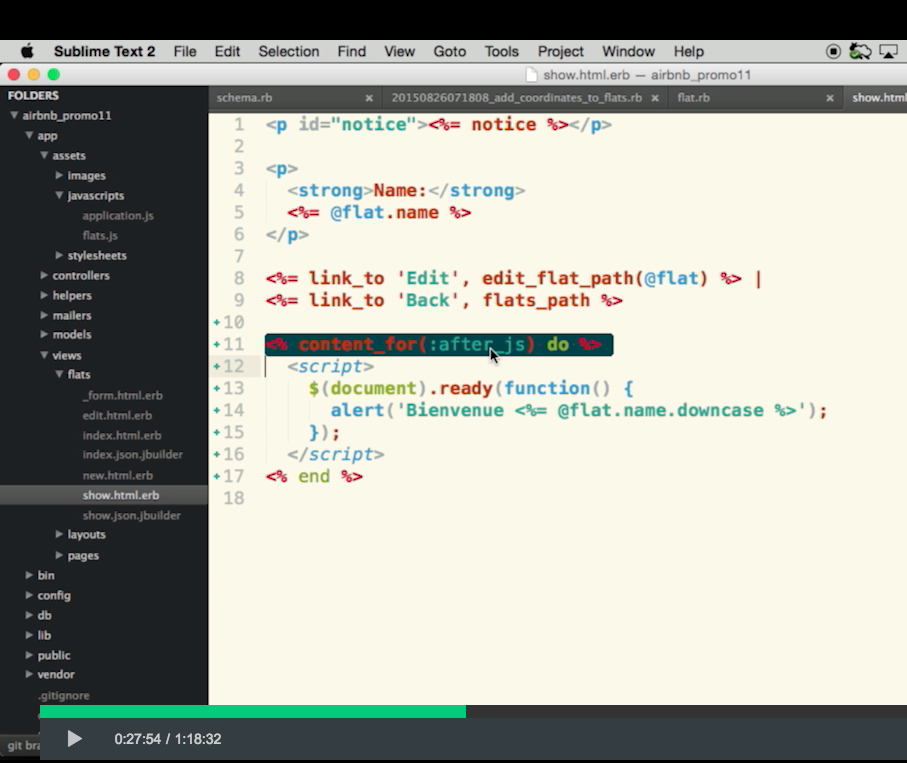 Sublime Text 2 File Edit Selection Find View Goto Tools Project Window Help
show.html.erb — airbnb_promo11
FOLDERS
airbnb_promo11
app
assets
images
javascripts
application.js
flats.js
stylesheets
controllers
helpers
mailers
models
views
flats
_form.html.erb
edit.html.erb
index.html.erb
index.json.jbuilder
new.html.erb
show.html.erb
show.json.jbuilder
layouts
pages
bin
config
db
lib
public
vendor
.gitignore
git bra
schema.rb × 20150826071808_add_coordinates_to_flats.rb × flat.rb × show.html
1 <p id="notice"><%= notice %></p>
2
3 <p>
4 <strong>Name:</strong>
5 <%= @flat.name %>
6 </p>
7
8 <%= link_to 'Edit', edit_flat_path(@flat) %> |
9 <%= link_to 'Back', flats_path %>
10
11 <% content_for(:after_js) do %>
12 <script>
13 $(document).ready(function() {
14 alert('Bienvenue <%= @flat.name.downcase %>');
15 });
16 </script>
17 <% end %>
18
0:27:54 / 1:18:32